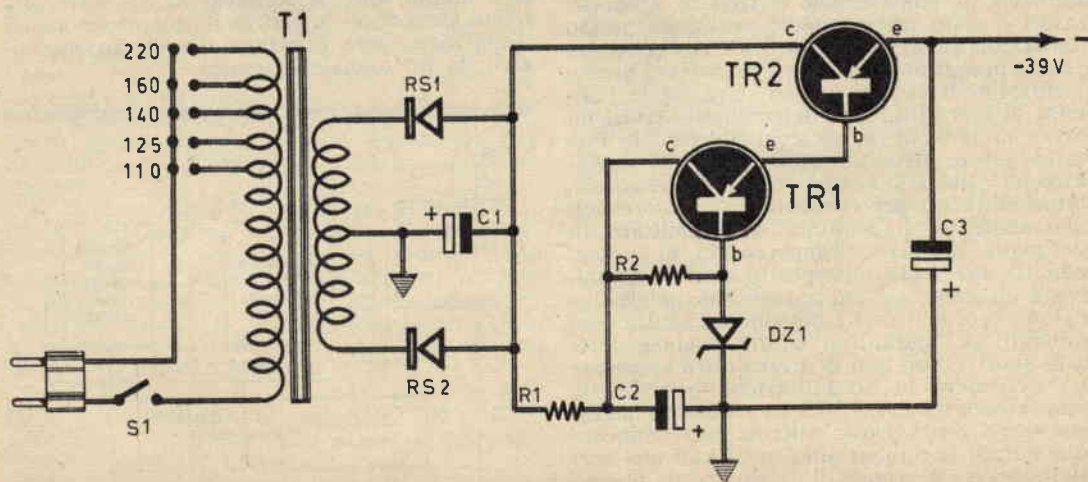 T1
220
160
140
125
110
S1
RS1
RS2
+
C1
c
e
TR2
b
-39V
c
e
TR1
b
R2
DZ1
R1
C2
+
C3
+